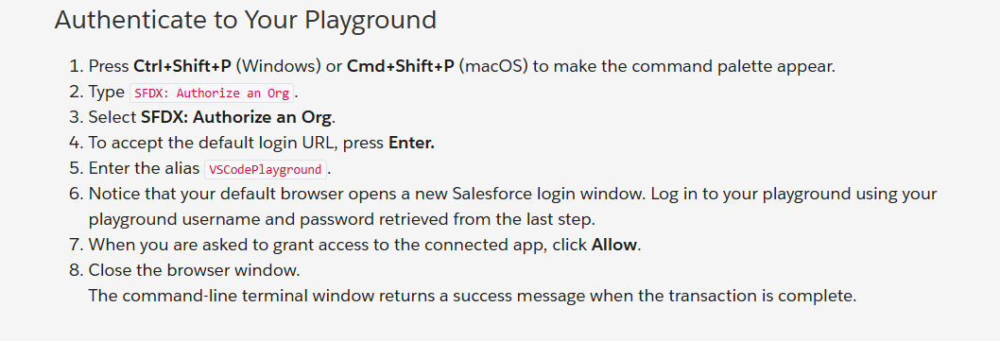 Authenticate to Your Playground
1. Press Ctrl+Shift+P (Windows) or Cmd+Shift+P (macOS) to make the command palette appear.
2. Type SFDX: Authorize an Org.
3. Select SFDX: Authorize an Org.
4. To accept the default login URL, press Enter.
5. Enter the alias VSCodePlayground.
6. Notice that your default browser opens a new Salesforce login window. Log in to your playground using your
playground username and password retrieved from the last step.
7. When you are asked to grant access to the connected app, click Allow.
8. Close the browser window.
The command-line terminal window returns a success message when the transaction is complete.